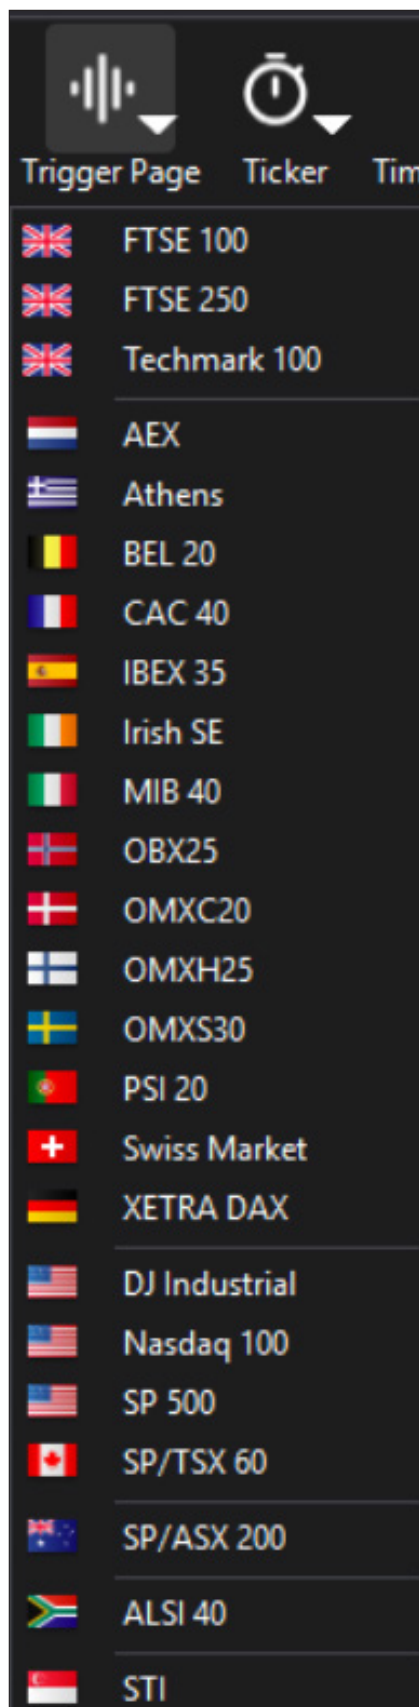 Trigger Page Ticker Tim
FTSE 100
FTSE 250
Techmark 100
AEX
Athens
BEL 20
CAC 40
IBEX 35
Irish SE
MIB 40
OBX25
OMXC20
OMXH25
OMXS30
PSI 20
Swiss Market
XETRA DAX
DJ Industrial
Nasdaq 100
SP 500
SP/TSX 60
SP/ASX 200
ALSI 40
STI